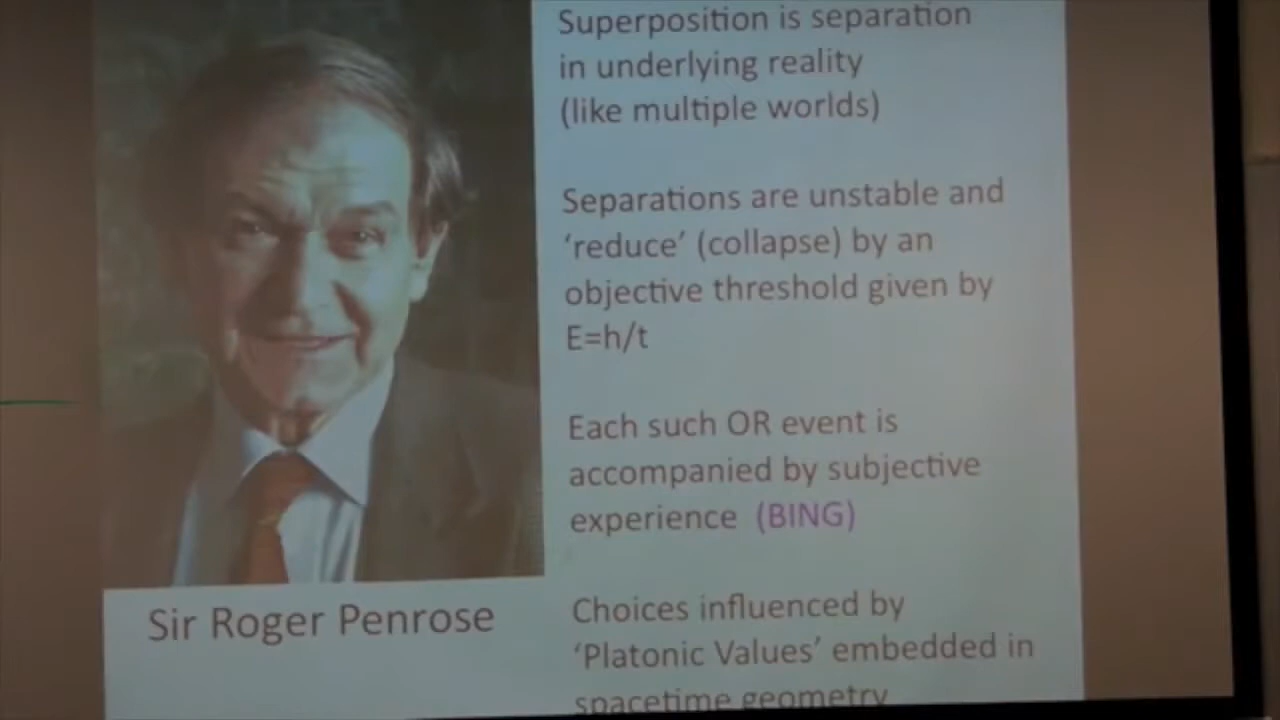 Superposition is separation
in underlying reality
(like multiple worlds)
Separations are unstable and
‘reduce’ (collapse) by an
objective threshold given by
E=h/t
Each such OR event is
accompanied by subjective
experience (BING)
Choices influenced by
‘Platonic Values’ embedded in
spacetime geometry
Sir Roger Penrose